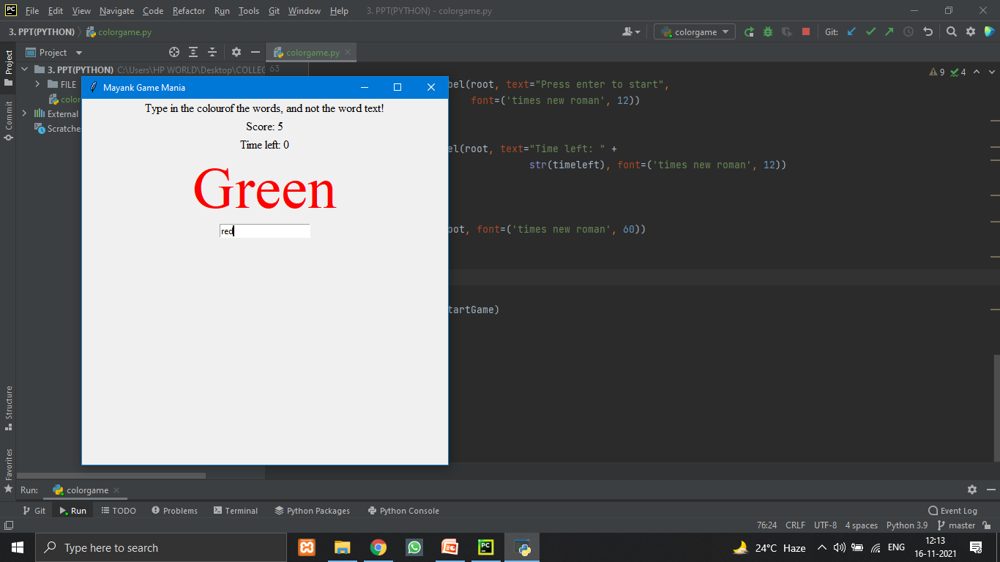 PC File Edit View Navigate Code Refactor Run Tools Git Window Help 3. PPT(PYTHON) - colorgame.py
3. PPT(PYTHON) colorgame.py colorgame Git:
Project colorgame.py
3. PPT(PYTHON) C:\Users\HP WORLD\Desktop\COLLEG 63 9 4
FILE
color
External
Scratche
Project
Commit
Structure
Favorites
Mayank Game Mania
Type in the colourof the words, and not the word text!
Score: 5
Time left: 0
Green
red
bel(root, text="Press enter to start",
font=('times new roman', 12))
el(root, text="Time left: " +
str(timeleft), font=('times new roman', 12))
oot, font=('times new roman', 60))
tartGame)
Run: colorgame
Git Run TODO Problems Terminal Python Packages Python Console Event Log
76:24 CRLF UTF-8 4 spaces Python 3.9 master
Type here to search PC 24°C Haze ENG 12:13
16-11-2021